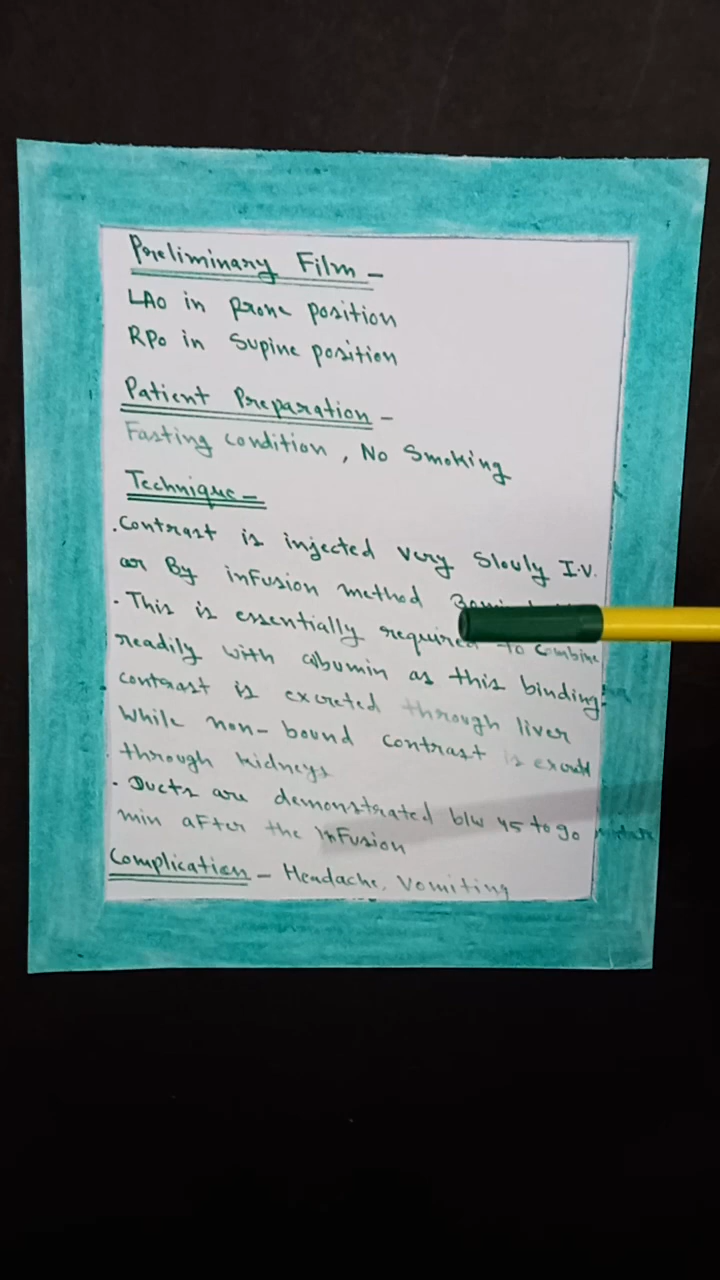 Preliminary Film -
LAO in prone position
RPO in Supine position
Patient Preparation -
Fasting condition, No Smoking
Technique -
. Contrast is injected very Slowly I.V.
or By inFusion method
. This is essentially required to combine
readily with albumin as this binding
. contrast is excreted through liver
While non-bound contrast is
. through kidneys
. Ducts are demonstrated b/w 45 to 90
min aFter the InFusion
Complication - Headache, Vomiting